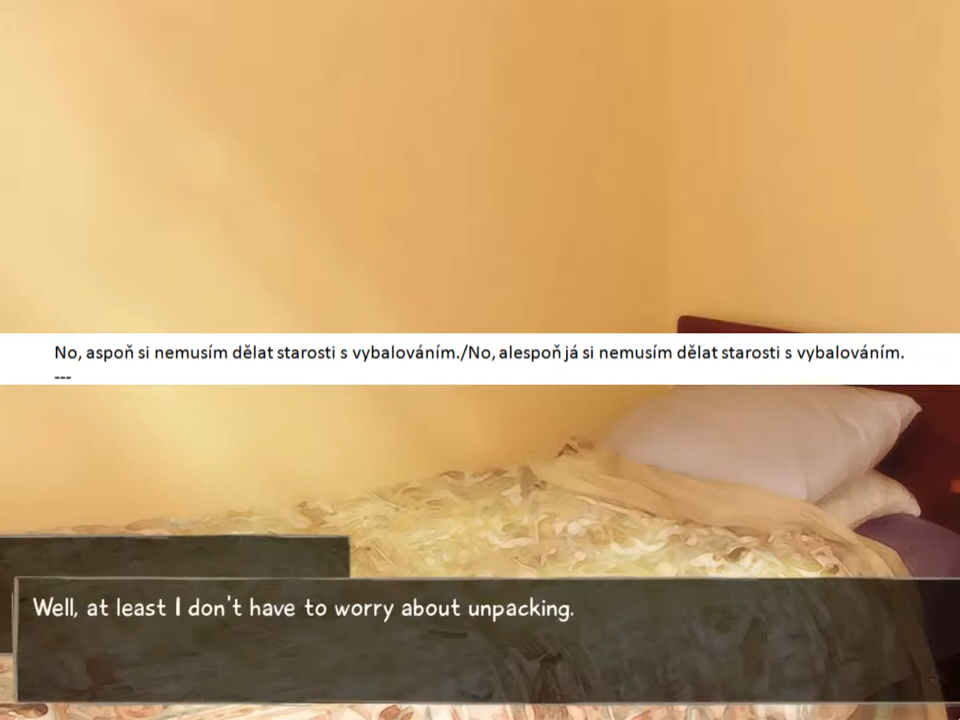 No, aspoň si nemusím dělat starosti s vybalováním./No, alespoň já si nemusím dělat starosti s vybalováním.
---
Well, at least I don't have to worry about unpacking.